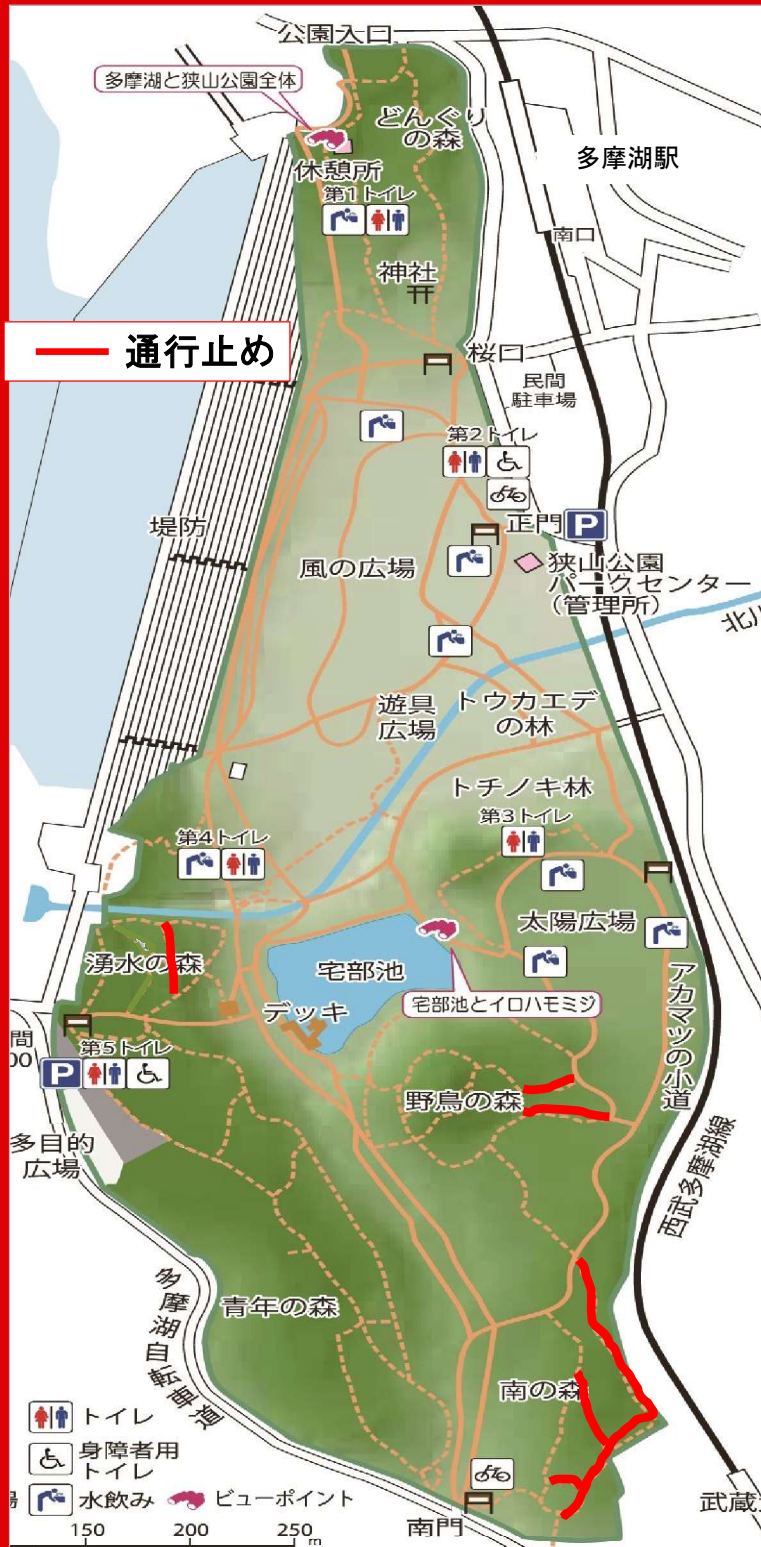 公園入口
多摩湖と狭山公園全体
どんぐり
の森
多摩湖駅
休憩所
第1トイレ
南口
神社
通行止め
桜口
民間
駐車場
第2トイレ
堤防
正門
P
風の広場
狭山公園
パークセンター
(管理所)
北川
遊具
広場
トウカエデ
の林
トチノキ林
第3トイレ
第4トイレ
太陽広場
湧水の森
宅部池
宅部池とイロハモミジ
デッキ
アカマツの小道
間
00
第5トイレ
P
野鳥の森
多目的
広場
西武多摩湖線
多摩湖自転車道
青年の森
南の森
トイレ
身障者用
トイレ
水飲み
ビューポイント
南門
武蔵
150
200
250
m